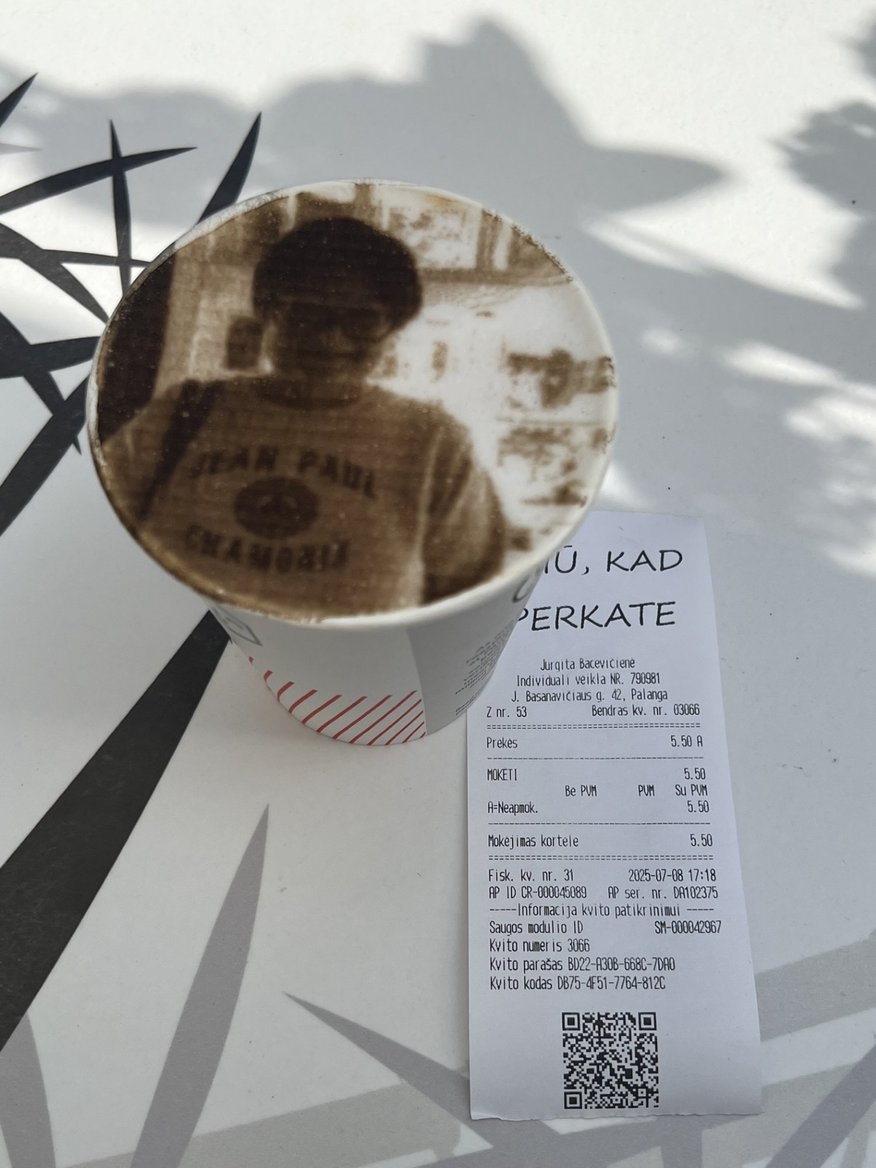 JEAN PAUL
KAD
PERKATE
Jurgita Bacevičienė
Individuali veikla NR. 790981
J. Basanavičiaus g. 42, Palanga
Z nr. 53 Bendras kv. nr. 03066
Prekės 5.50 A
MOKĖTI 5.50
Be PVM PVM Su PVM
A=Neapmok. 5.50
Mokėjimas kortele 5.50
Fisk. kv. nr. 31 2025-07-08 17:18
AP ID CR-000045089 AP ser. nr. DA102375
-----Informacija kvito patikrinimui -----
Saugos modulio ID SM-000042967
Kvito numeris 3066
Kvito parašas BD22-A30B-668C-7DA0
Kvito kodas DB75-4F51-7764-812C